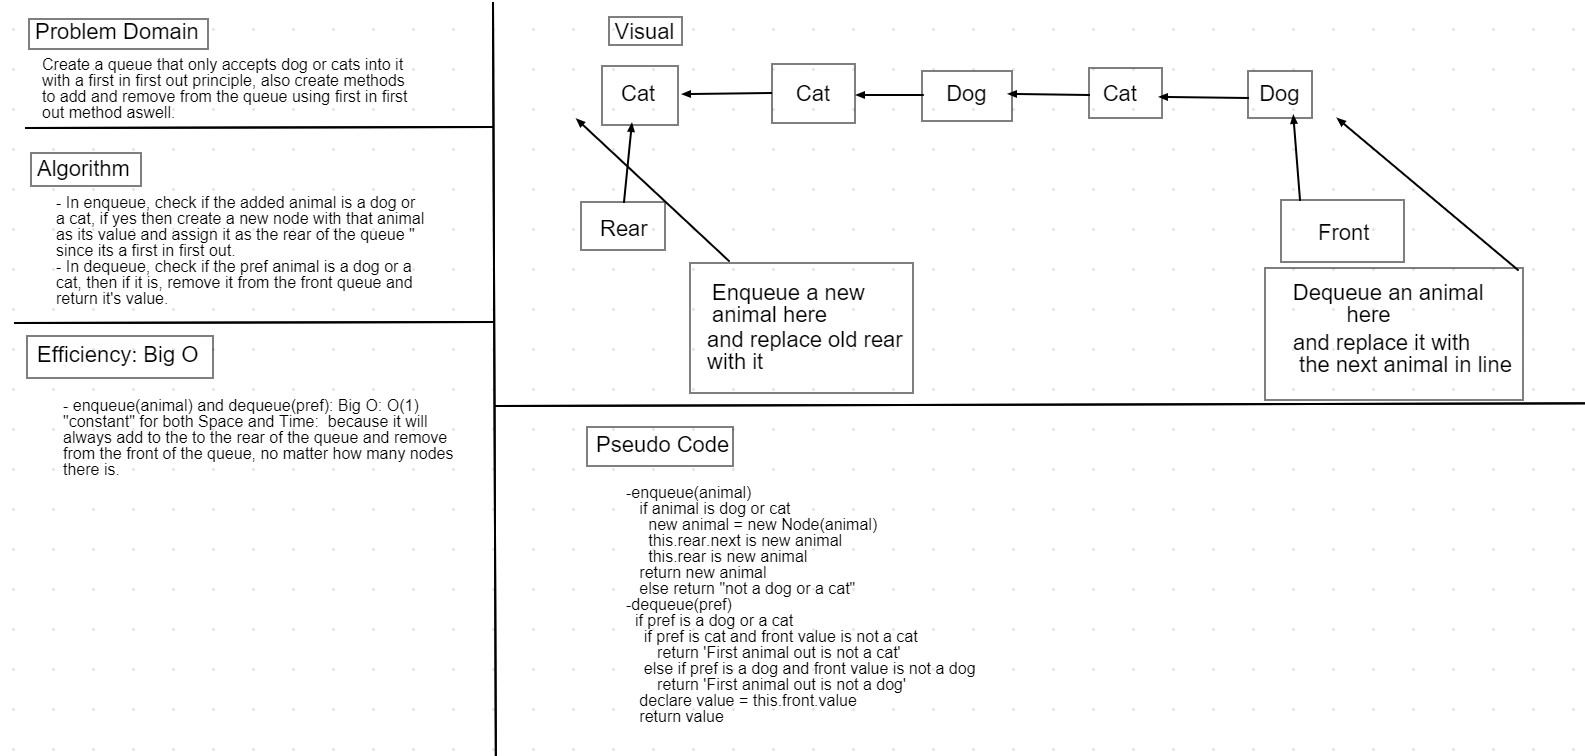 Problem Domain
Create a queue that only accepts dog or cats into it
with a first in first out principle, also create methods
to add and remove from the queue using first in first
out method aswell.
Algorithm
- In enqueue, check if the added animal is a dog or
a cat, if yes then create a new node with that animal
as its value and assign it as the rear of the queue "
since its a first in first out.
- In dequeue, check if the pref animal is a dog or a
cat, then if it is, remove it from the front queue and
return it's value.
Efficiency: Big O
- enqueue(animal) and dequeue(pref): Big O: O(1)
"constant" for both Space and Time:  because it will
always add to the to the rear of the queue and remove
from the front of the queue, no matter how many nodes
there is.
Visual
Cat
Cat
Dog
Cat
Dog
Rear
Front
Enqueue a new
animal here
and replace old rear
with it
Dequeue an animal
here
and replace it with
the next animal in line
Pseudo Code
-enqueue(animal)
if animal is dog or cat
new animal = new Node(animal)
this.rear.next is new animal
this.rear is new animal
return new animal
else return "not a dog or a cat"
-dequeue(pref)
if pref is a dog or a cat
if pref is cat and front value is not a cat
return 'First animal out is not a cat'
else if pref is a dog and front value is not a dog
return 'First animal out is not a dog'
declare value = this.front.value
return value